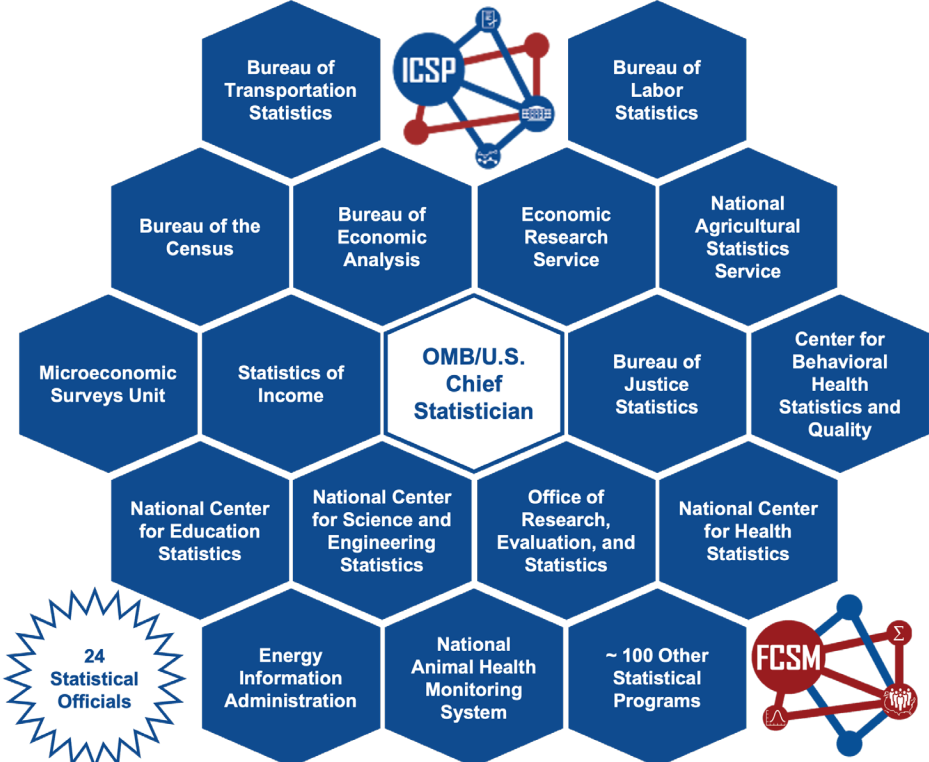 Bureau of
Transportation
Statistics
ICSP
Bureau of
Labor
Statistics
Bureau of the
Census
Bureau of
Economic
Analysis
Economic
Research
Service
National
Agricultural
Statistics
Service
Microeconomic
Surveys Unit
Statistics of
Income
OMB/U.S.
Chief
Statistician
Bureau of
Justice
Statistics
Center for
Behavioral
Health
Statistics and
Quality
National Center
for Education
Statistics
National Center
for Science and
Engineering
Statistics
Office of
Research,
Evaluation, and
Statistics
National Center
for Health
Statistics
24
Statistical
Officials
Energy
Information
Administration
National
Animal Health
Monitoring
System
~ 100 Other
Statistical
Programs
FCSM
Σ